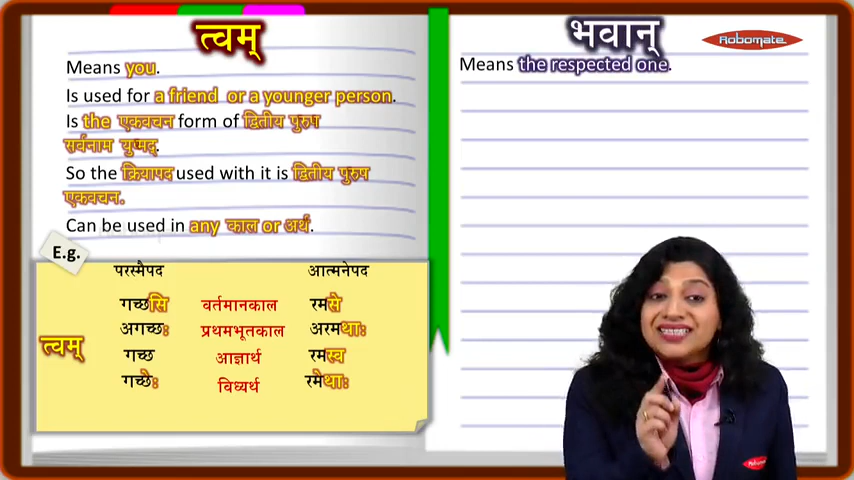 त्वम्
Means you.
Is used for a friend or a younger person.
Is the एकवचन form of द्वितीय पुरुष
सर्वनाम युष्मद्.
So the क्रियापद used with it is द्वितीय पुरुष
एकवचन.
Can be used in any काल or अर्थ.
E.g.
परस्मैपद आत्मनेपद
त्वम्
गच्छसि वर्तमानकाल रमसे
अगच्छः प्रथमभूतकाल अरमथाः
गच्छ आज्ञार्थ रमस्व
गच्छेः विध्यर्थ रमेथाः
भवान्
Robomate
Means the respected one.